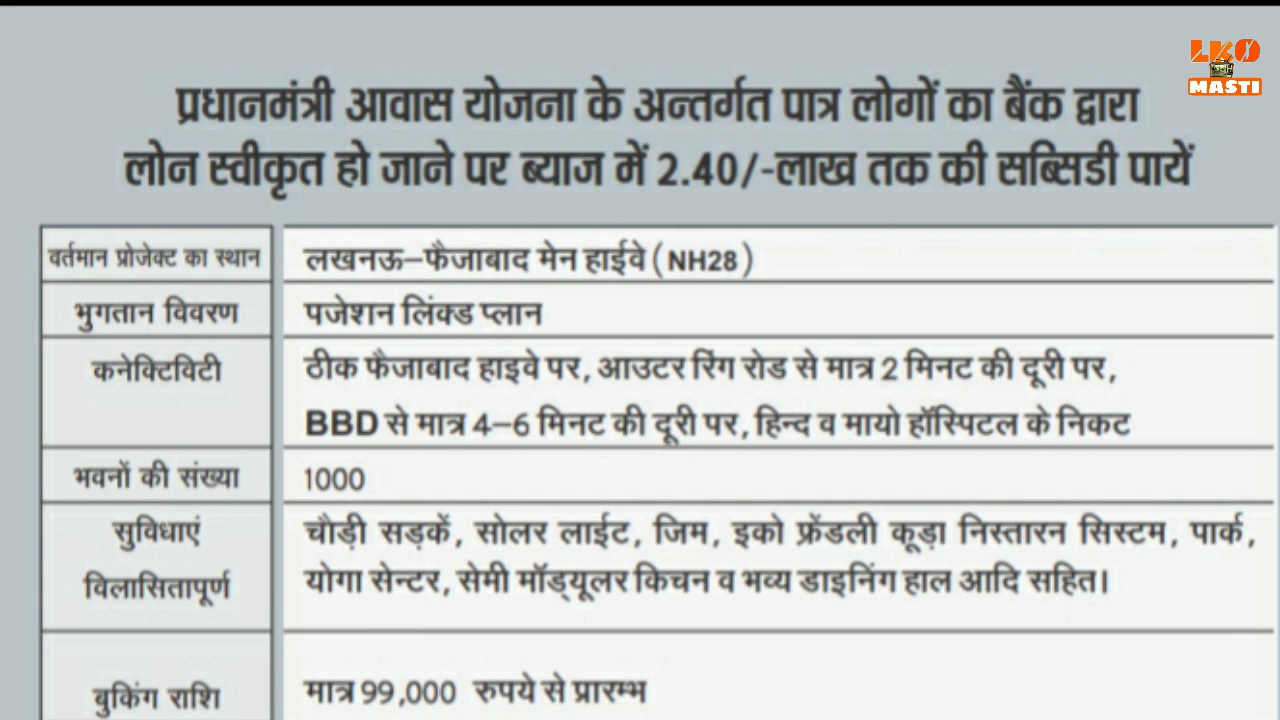 LKO
MASTI
प्रधानमंत्री आवास योजना के अन्तर्गत पात्र लोगों का बैंक द्वारा
लोन स्वीकृत हो जाने पर ब्याज में 2.40/-लाख तक की सब्सिडी पायें
वर्तमान प्रोजेक्ट का स्थान लखनऊ–फैजाबाद मेन हाईवे (NH28)
भुगतान विवरण पजेशन लिंक्ड प्लान
कनेक्टिविटी ठीक फैजाबाद हाइवे पर, आउटर रिंग रोड से मात्र 2 मिनट की दूरी पर,
BBD से मात्र 4–6 मिनट की दूरी पर, हिन्द व मायो हॉस्पिटल के निकट
भवनों की संख्या 1000
सुविधाएं चौड़ी सड़कें, सोलर लाईट, जिम, इको फ्रेंडली कूड़ा निस्तारन सिस्टम, पार्क,
विलासितापूर्ण योगा सेन्टर, सेमी मॉड्यूलर किचन व भव्य डाइनिंग हाल आदि सहित।
बुकिंग राशि मात्र 99,000 रुपये से प्रारम्भ